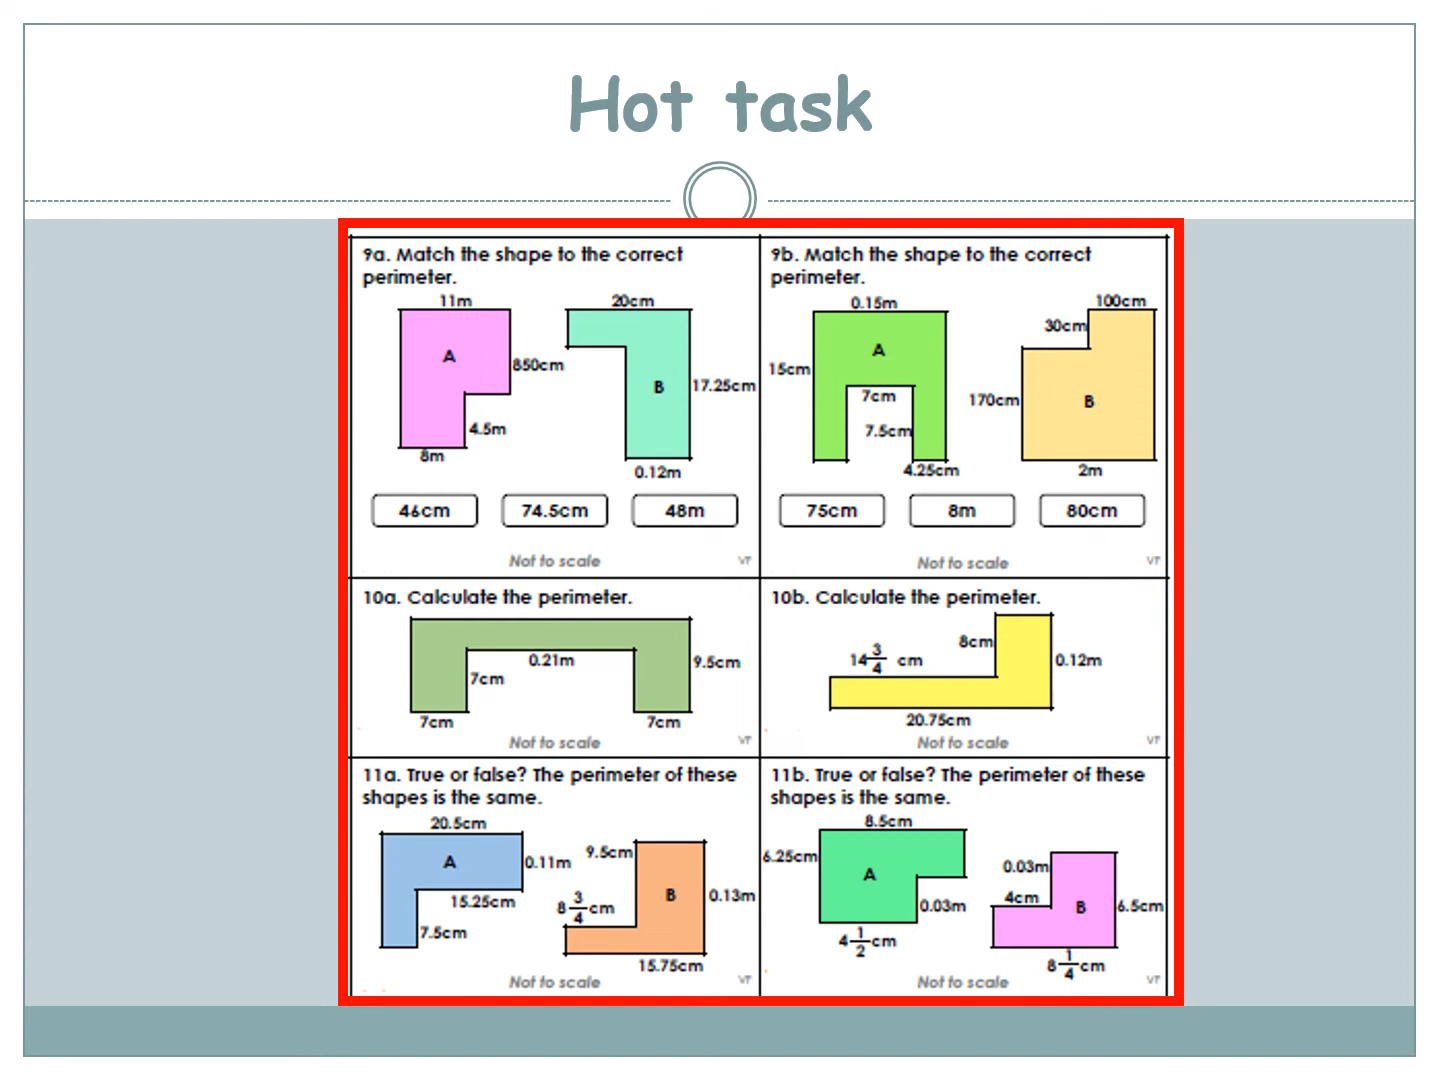 Hot task
9a. Match the shape to the correct
perimeter.
11m
A
850cm
4.5m
8m
20cm
B
17.25cm
0.12m
46cm
74.5cm
48m
Not to scale
VF
9b. Match the shape to the correct
perimeter.
0.15m
A
15cm
7cm
7.5cm
4.25cm
100cm
30cm
170cm
B
2m
75cm
8m
80cm
Not to scale
VF
10a. Calculate the perimeter.
0.21m
9.5cm
7cm
7cm
7cm
Not to scale
VF
10b. Calculate the perimeter.
8cm
14 3/4 cm
0.12m
20.75cm
Not to scale
VF
11a. True or false? The perimeter of these
shapes is the same.
20.5cm
A
0.11m
15.25cm
7.5cm
9.5cm
8 3/4 cm
B
0.13m
15.75cm
Not to scale
VF
11b. True or false? The perimeter of these
shapes is the same.
8.5cm
6.25cm
A
0.03m
4 1/2 cm
0.03m
4cm
B
6.5cm
8 1/4 cm
Not to scale
VF